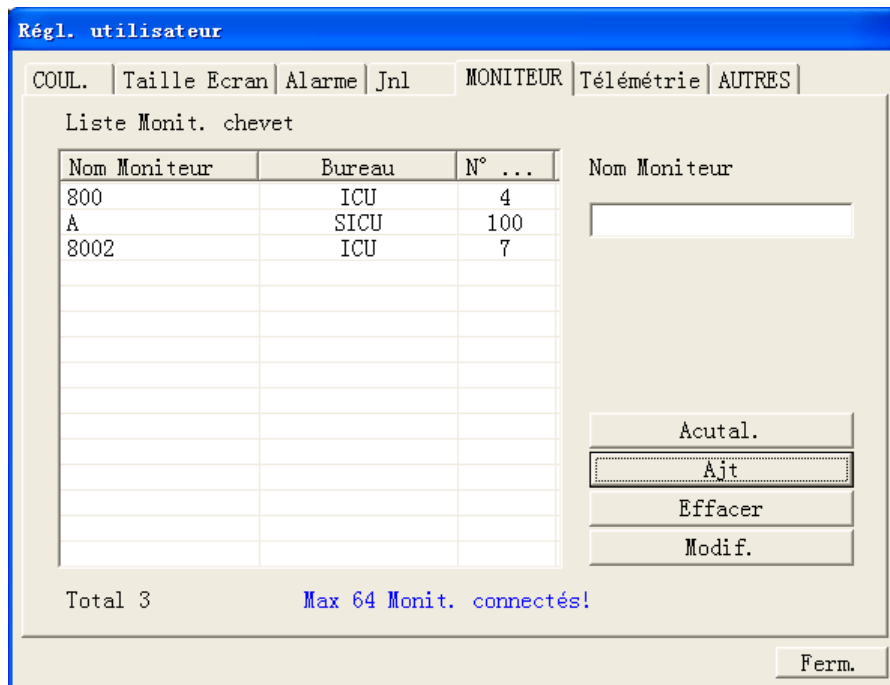 Régl. utilisateur
COUL. Taille Ecran Alarme Jnl MONITEUR Télémétrie AUTRES
Liste Monit. chevet
Nom Moniteur Bureau N° ... Nom Moniteur
800 ICU 4
A SICU 100
8002 ICU 7
Acutal.
Ajt
Effacer
Modif.
Total 3 Max 64 Monit. connectés!
Ferm.